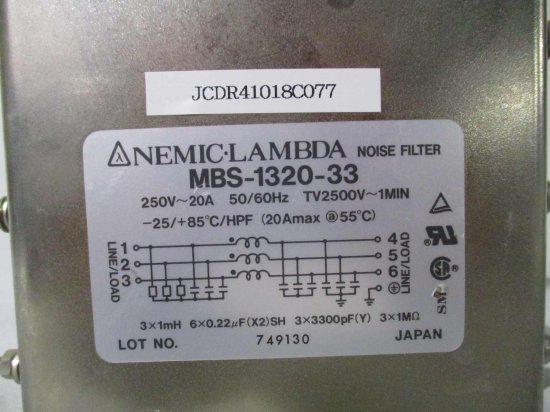 JCDR41018C077
NEMIC-LAMBDA NOISE FILTER
MBS-1320-33
250V~20A 50/60Hz TV2500V~1MIN
-25/+85°C/HPF (20Amax @55°C)
LINE/LOAD
1
2
3
4
5
6
LINE/LOAD
SM
3×1mH 6×0.22μF(X2)SH 3×3300pF(Y) 3×1MΩ
LOT NO. 749130 JAPAN